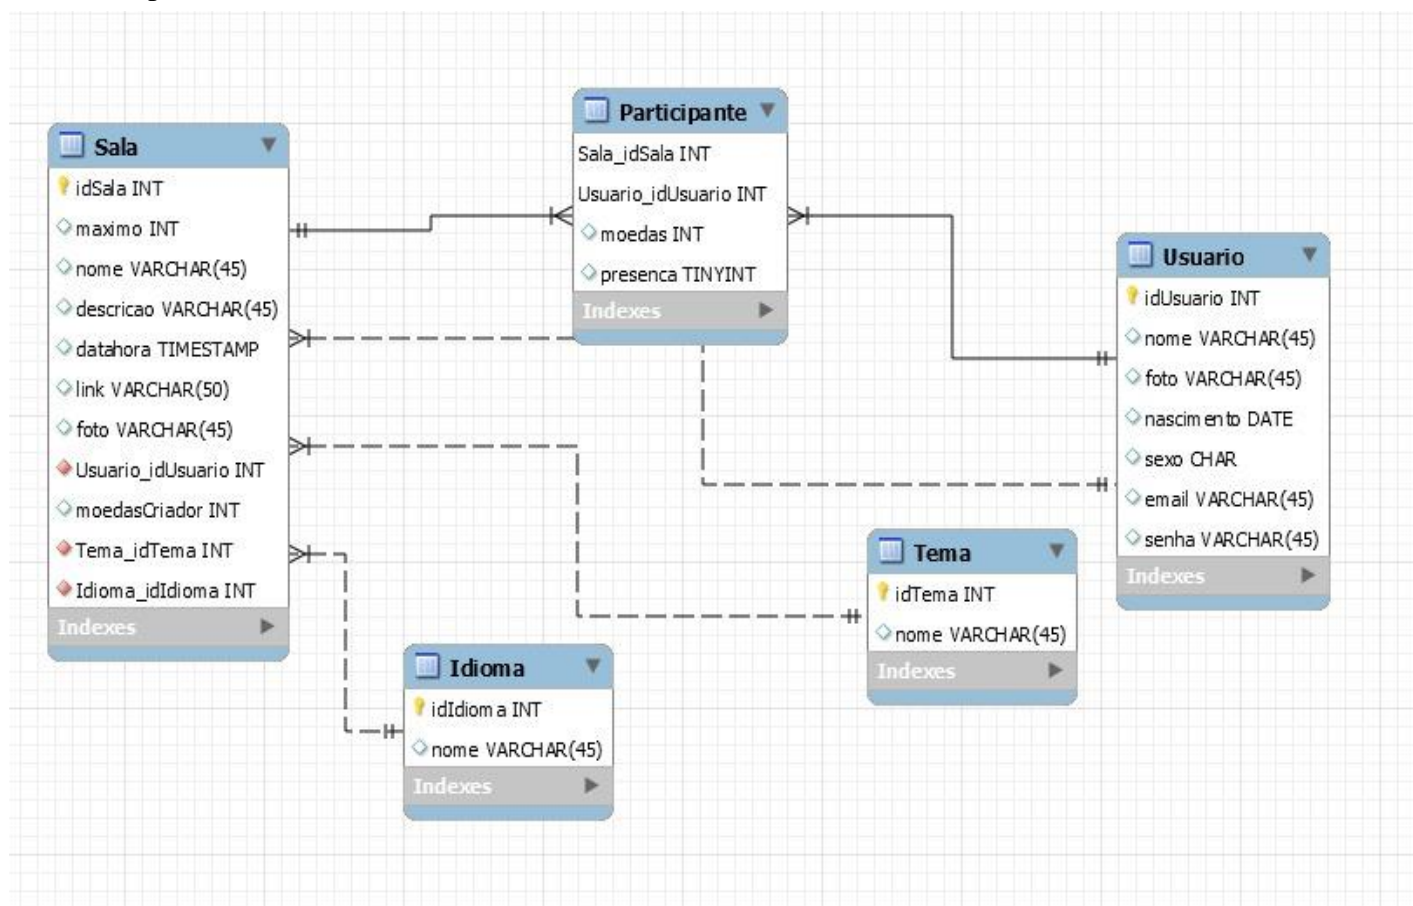 Sala
idSala INT
maximo INT
nome VARCHAR(45)
descricao VARCHAR(45)
datahora TIMESTAMP
link VARCHAR(50)
foto VARCHAR(45)
Usuario_idUsuario INT
moedasCriador INT
Tema_idTema INT
Idioma_idIdioma INT
Indexes
Participante
Sala_idSala INT
Usuario_idUsuario INT
moedas INT
presenca TINYINT
Indexes
Usuario
idUsuario INT
nome VARCHAR(45)
foto VARCHAR(45)
nascimento DATE
sexo CHAR
email VARCHAR(45)
senha VARCHAR(45)
Indexes
Tema
idTema INT
nome VARCHAR(45)
Indexes
Idioma
idIdioma INT
nome VARCHAR(45)
Indexes